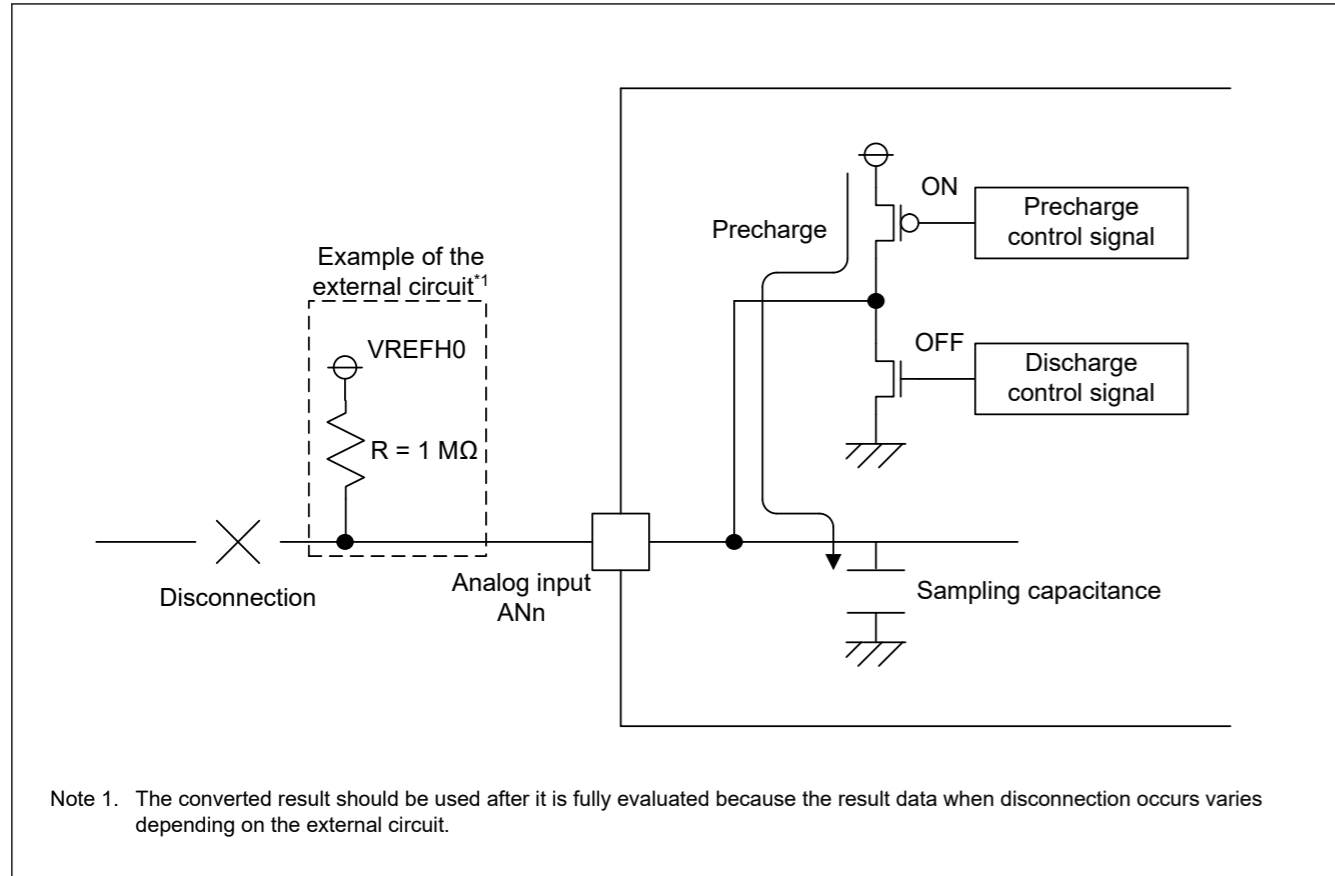 ON
Precharge
control signal
Precharge
Example of the
external circuit*1
VREFH0
OFF
Discharge
control signal
R = 1 MΩ
Disconnection
Analog input
ANn
Sampling capacitance
Note 1. The converted result should be used after it is fully evaluated because the result data when disconnection occurs varies
depending on the external circuit.